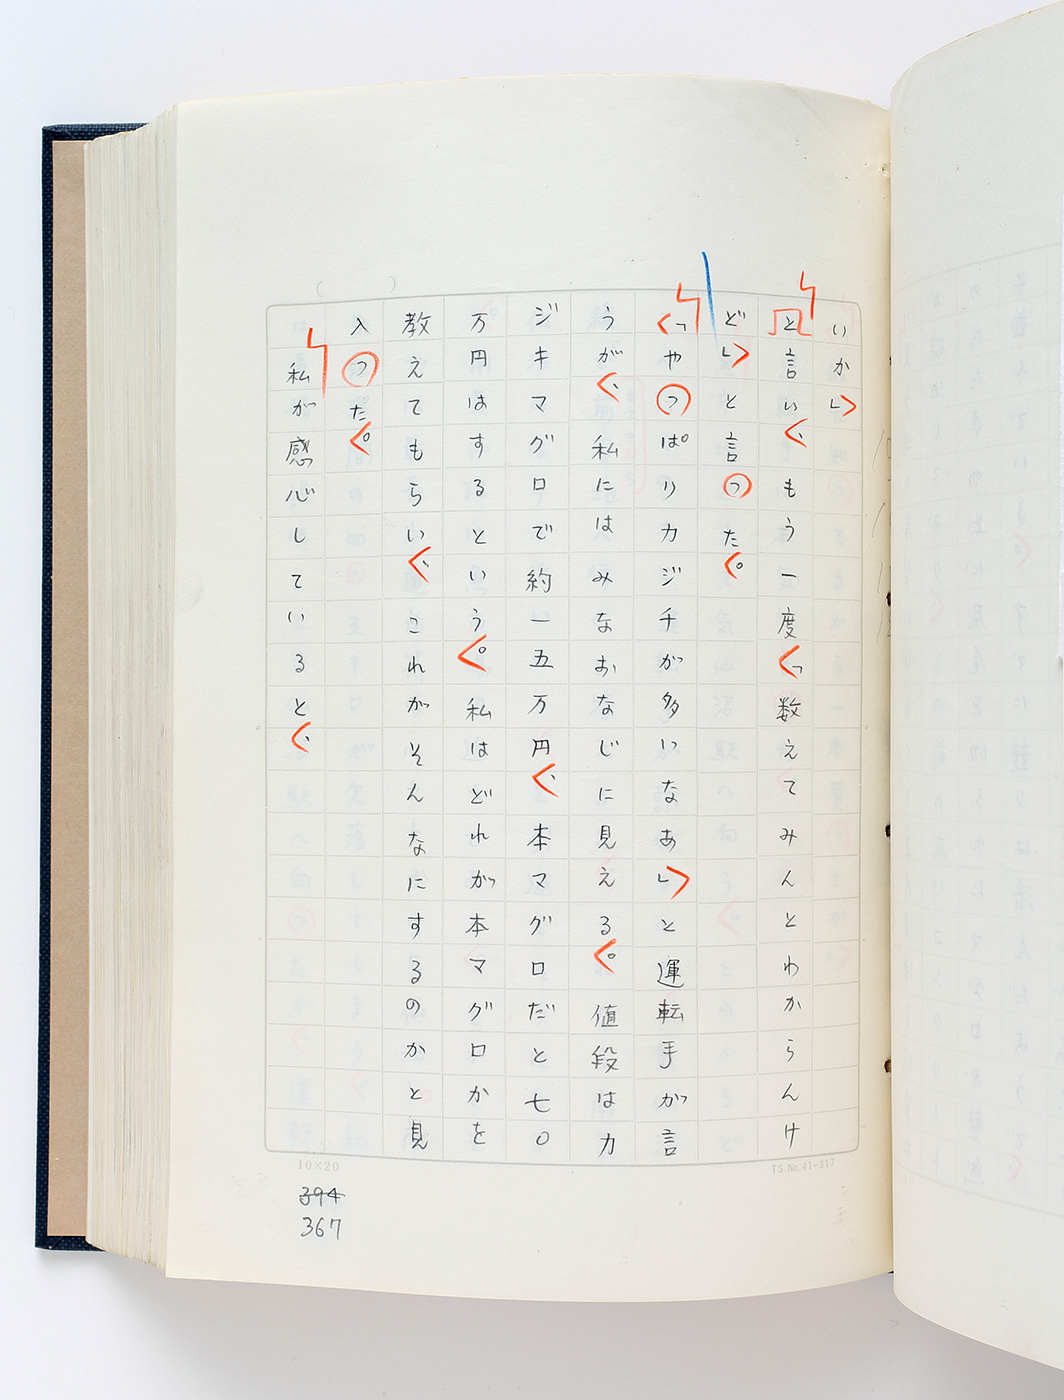 いか」
と言い、もう一度、数えてみんとわからんけ
ど」と言った。
「やっぱりカジチが多いなあ」と運転手が言
うが、私にはみなおなじに見える。値段はカ
ジキマグロで約一五万円、本マグロだと七〇
万円はするという。私はどれが本マグロかを
教えてもらい、これがそんなにするのかと見
入った。
私が感心していると、
10×20
394
367